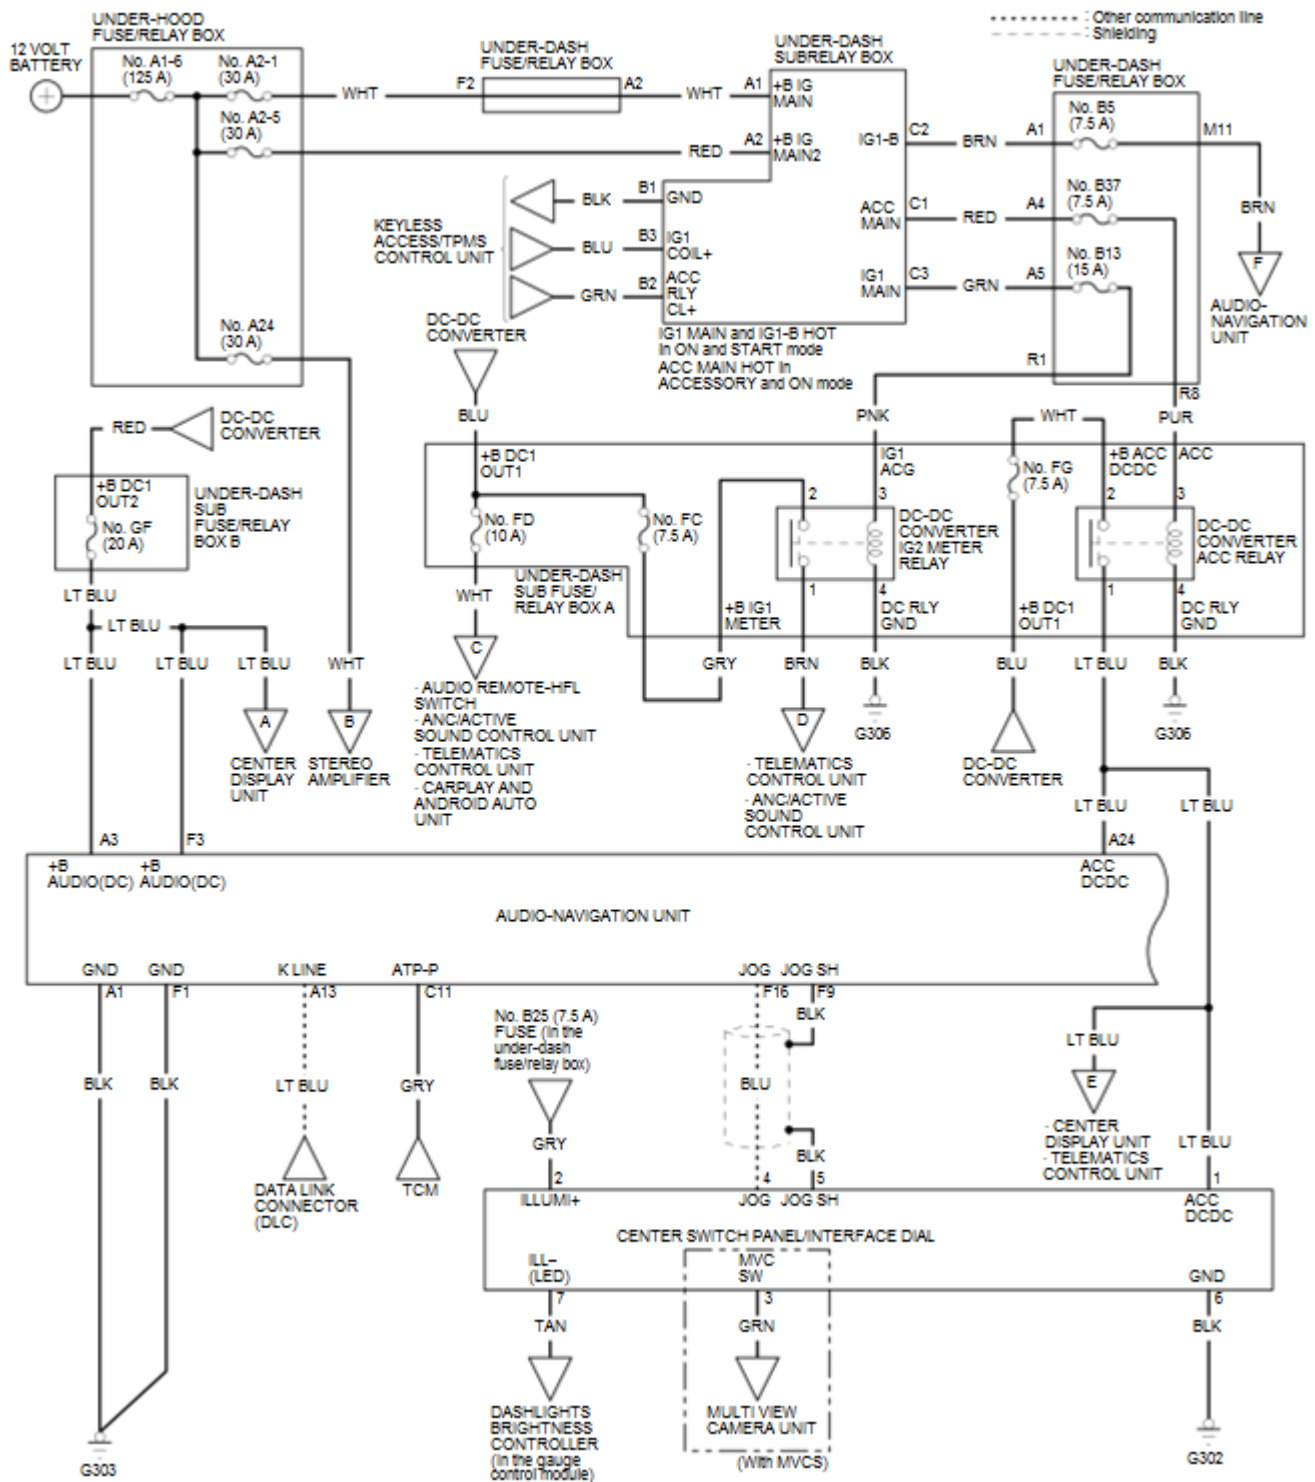 UNDER-HOOD
FUSE/RELAY BOX
12 VOLT
BATTERY
No. A1-6
(125 A)
No. A2-1
(30 A)
No. A2-5
(30 A)
No. A24
(30 A)
WHT
F2
UNDER-DASH
FUSE/RELAY BOX
A2
WHT
RED
A1
A2
UNDER-DASH
SUBRELAY BOX
+B IG
MAIN
+B IG
MAIN2
IG1-B
ACC
MAIN
IG1
MAIN
GND
IG1
COIL+
ACC
RLY
CL+
B1
B3
B2
BLK
BLU
GRN
KEYLESS
ACCESS/TPMS
CONTROL UNIT
IG1 MAIN and IG1-B HOT
in ON and START mode
ACC MAIN HOT in
ACCESSORY and ON mode
C2
BRN
A1
C1
RED
A4
C3
GRN
A5
: Other communication line
: Shielding
UNDER-DASH
FUSE/RELAY BOX
No. B5
(7.5 A)
No. B37
(7.5 A)
No. B13
(15 A)
M11
BRN
F
AUDIO-
NAVIGATION
UNIT
R1
R8
DC-DC
CONVERTER
BLU
PNK
WHT
PUR
RED
DC-DC
CONVERTER
+B DC1
OUT2
No. GF
(20 A)
UNDER-DASH
SUB
FUSE/RELAY
BOX B
+B DC1
OUT1
No. FD
(10 A)
No. FC
(7.5 A)
UNDER-DASH
SUB FUSE/
RELAY BOX A
IG1
ACG
2
3
DC-DC
CONVERTER
IG2 METER
RELAY
1
4
+B IG1
METER
DC RLY
GND
No. FG
(7.5 A)
+B ACC
DCDC
ACC
2
3
DC-DC
CONVERTER
ACC RELAY
1
4
+B DC1
OUT1
DC RLY
GND
LT BLU
LT BLU
LT BLU
LT BLU
LT BLU
WHT
WHT
GRY
BRN
BLK
BLU
LT BLU
BLK
A
CENTER
DISPLAY
UNIT
B
STEREO
AMPLIFIER
C
- AUDIO REMOTE-HFL
SWITCH
- ANC/ACTIVE
SOUND CONTROL UNIT
- TELEMATICS
CONTROL UNIT
- CARPLAY AND
ANDROID AUTO
UNIT
D
- TELEMATICS
CONTROL UNIT
- ANC/ACTIVE
SOUND
CONTROL UNIT
G306
DC-DC
CONVERTER
G306
LT BLU
LT BLU
A3
F3
A24
+B
AUDIO(DC)
+B
AUDIO(DC)
ACC
DCDC
AUDIO-NAVIGATION UNIT
GND
GND
K LINE
ATP-P
JOG
JOG SH
A1
F1
A13
C11
F16
F9
BLK
BLK
LT BLU
GRY
DATA LINK
CONNECTOR
(DLC)
TCM
No. B25 (7.5 A)
FUSE (In the
under-dash
fuse/relay box)
GRY
BLK
BLU
BLK
LT BLU
E
- CENTER
DISPLAY UNIT
- TELEMATICS
CONTROL UNIT
LT BLU
2
4
5
1
ILLUMI+
JOG
JOG SH
ACC
DCDC
CENTER SWITCH PANEL/INTERFACE DIAL
ILL-
(LED)
MVC
SW
GND
7
3
6
TAN
GRN
BLK
DASHLIGHTS
BRIGHTNESS
CONTROLLER
(In the gauge
control module)
MULTI VIEW
CAMERA UNIT
(With MVCS)
G303
G302